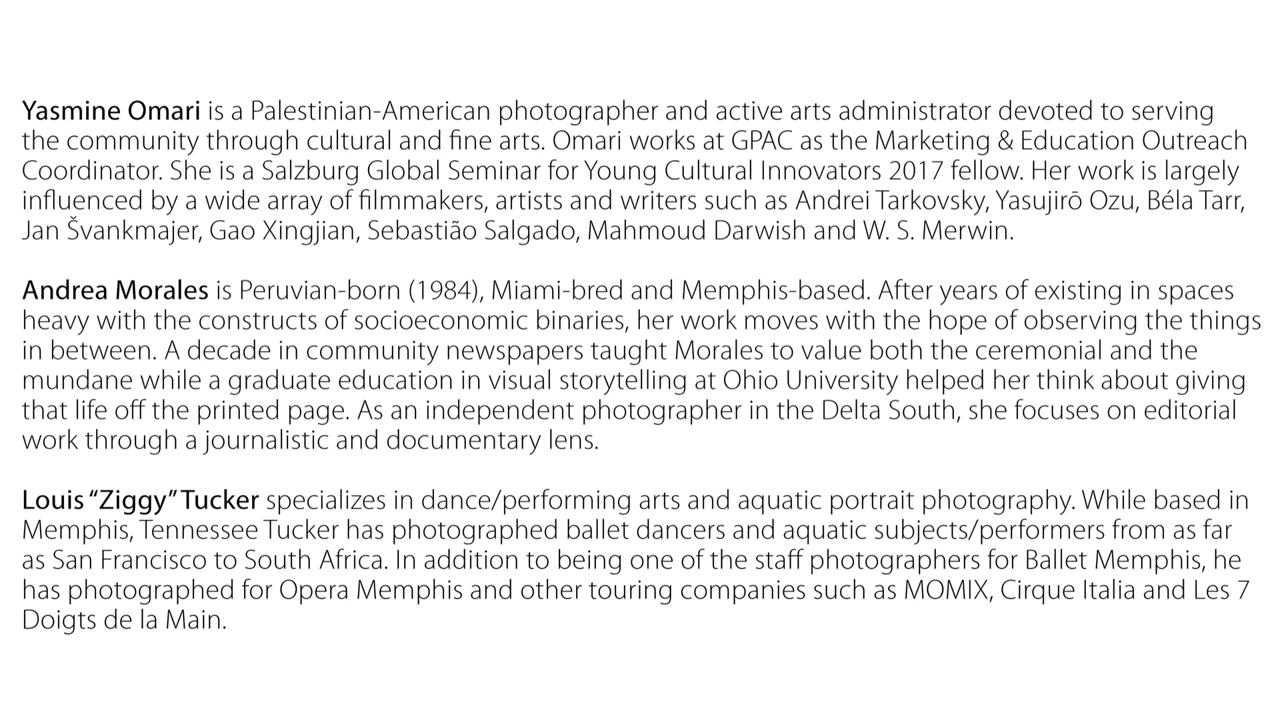 Yasmine Omari is a Palestinian-American photographer and active arts administrator devoted to serving
the community through cultural and fine arts. Omari works at GPAC as the Marketing & Education Outreach
Coordinator. She is a Salzburg Global Seminar for Young Cultural Innovators 2017 fellow. Her work is largely
influenced by a wide array of filmmakers, artists and writers such as Andrei Tarkovsky, Yasujirō Ozu, Béla Tarr,
Jan Švankmajer, Gao Xingjian, Sebastião Salgado, Mahmoud Darwish and W. S. Merwin.
Andrea Morales is Peruvian-born (1984), Miami-bred and Memphis-based. After years of existing in spaces
heavy with the constructs of socioeconomic binaries, her work moves with the hope of observing the things
in between. A decade in community newspapers taught Morales to value both the ceremonial and the
mundane while a graduate education in visual storytelling at Ohio University helped her think about giving
that life off the printed page. As an independent photographer in the Delta South, she focuses on editorial
work through a journalistic and documentary lens.
Louis “Ziggy” Tucker specializes in dance/performing arts and aquatic portrait photography. While based in
Memphis, Tennessee Tucker has photographed ballet dancers and aquatic subjects/performers from as far
as San Francisco to South Africa. In addition to being one of the staff photographers for Ballet Memphis, he
has photographed for Opera Memphis and other touring companies such as MOMIX, Cirque Italia and Les 7
Doigts de la Main.